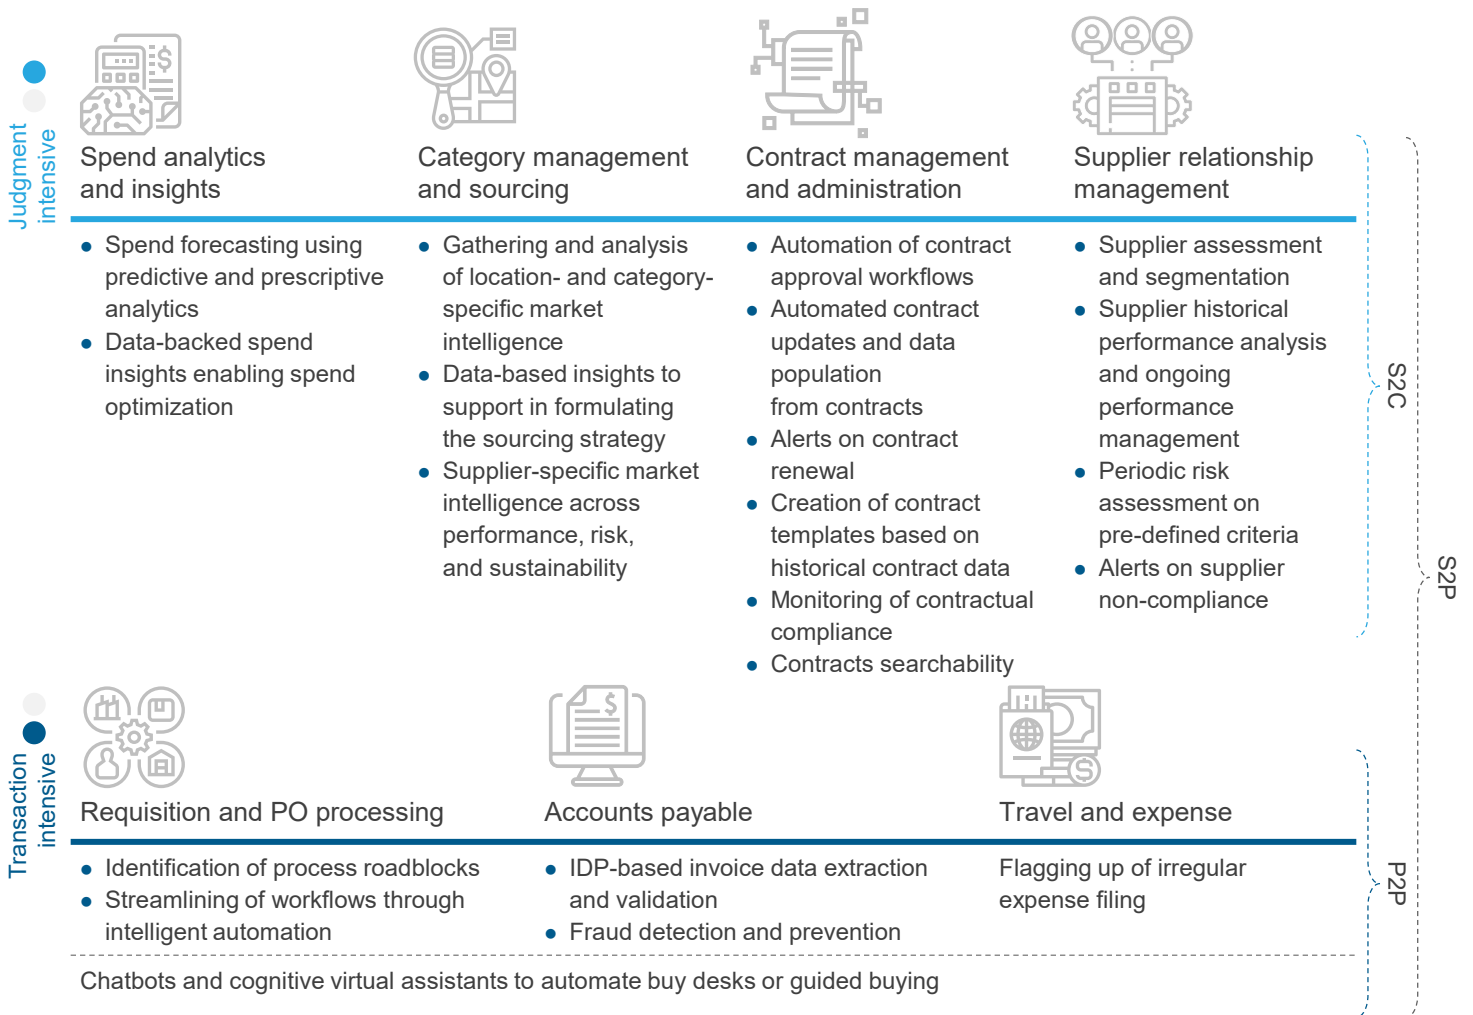 Judgment
intensive
Spend analytics
and insights
Category management
and sourcing
Contract management
and administration
Supplier relationship
management
● Spend forecasting using
predictive and prescriptive
analytics
● Data-backed spend
insights enabling spend
optimization
● Gathering and analysis
of location- and category-
specific market
intelligence
● Data-based insights to
support in formulating
the sourcing strategy
● Supplier-specific market
intelligence across
performance, risk,
and sustainability
● Automation of contract
approval workflows
● Automated contract
updates and data
population
from contracts
● Alerts on contract
renewal
● Creation of contract
templates based on
historical contract data
● Monitoring of contractual
compliance
● Contracts searchability
● Supplier assessment
and segmentation
● Supplier historical
performance analysis
and ongoing
performance
management
● Periodic risk
assessment on
pre-defined criteria
● Alerts on supplier
non-compliance
S2C
S2P
Transaction
intensive
Requisition and PO processing
Accounts payable
Travel and expense
● Identification of process roadblocks
● Streamlining of workflows through
intelligent automation
● IDP-based invoice data extraction
and validation
● Fraud detection and prevention
Flagging up of irregular
expense filing
P2P
Chatbots and cognitive virtual assistants to automate buy desks or guided buying